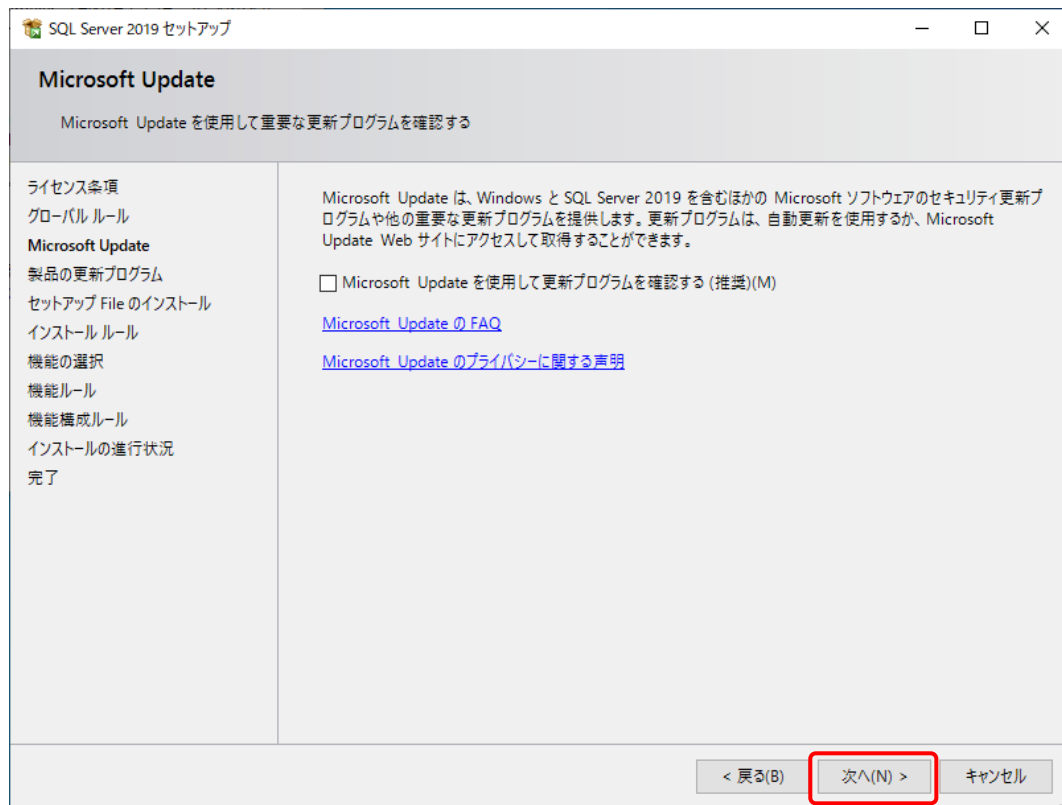 SQL Server 2019 セットアップ
Microsoft Update
Microsoft Update を使用して重要な更新プログラムを確認する
ライセンス条項
グローバル ルール
Microsoft Update
製品の更新プログラム
セットアップ File のインストール
インストール ルール
機能の選択
機能ルール
機能構成ルール
インストールの進行状況
完了
Microsoft Update は、Windows と SQL Server 2019 を含むほかの Microsoft ソフトウェアのセキュリティ更新プ
ログラムや他の重要な更新プログラムを提供します。更新プログラムは、自動更新を使用するか、Microsoft
Update Web サイトにアクセスして取得することができます。
Microsoft Update を使用して更新プログラムを確認する (推奨)(M)
Microsoft Update の FAQ
Microsoft Update のプライバシーに関する声明
< 戻る(B)
次へ(N) >
キャンセル